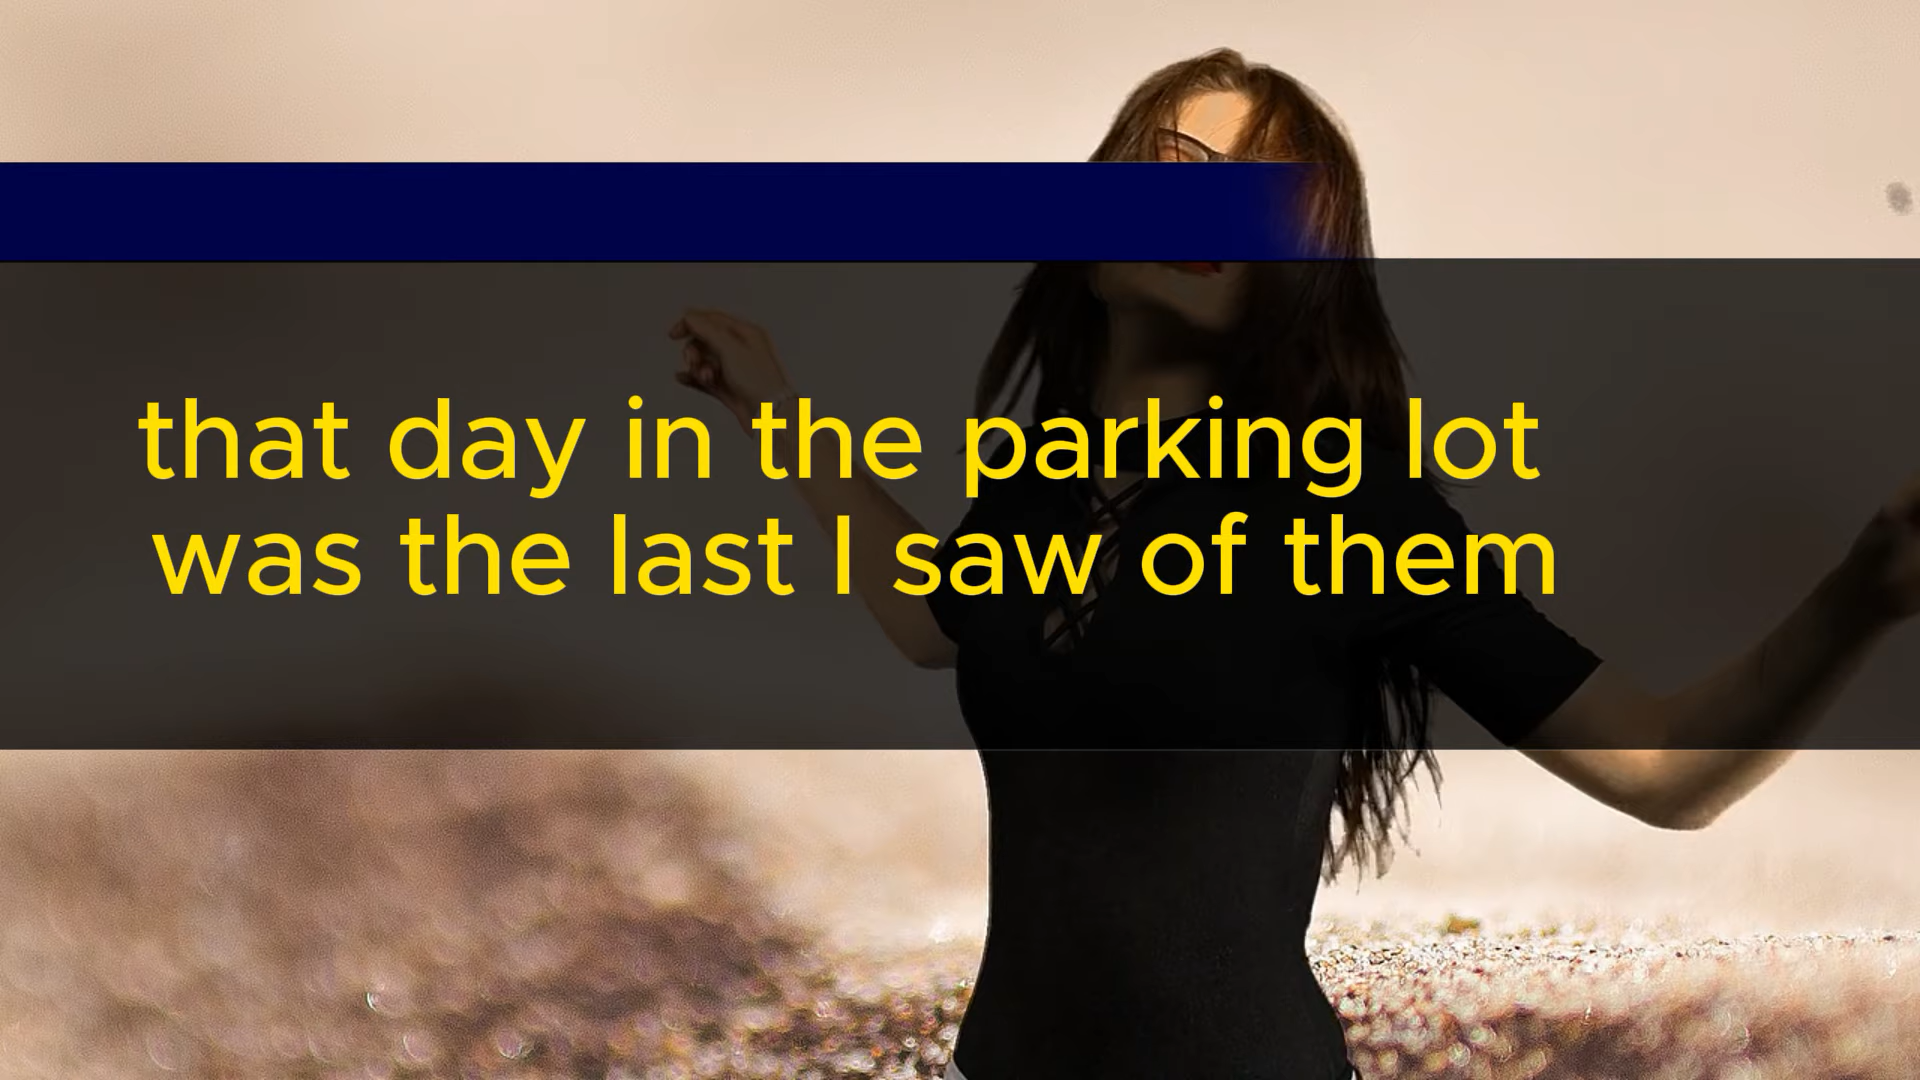 that day in the parking lot
was the last I saw of them